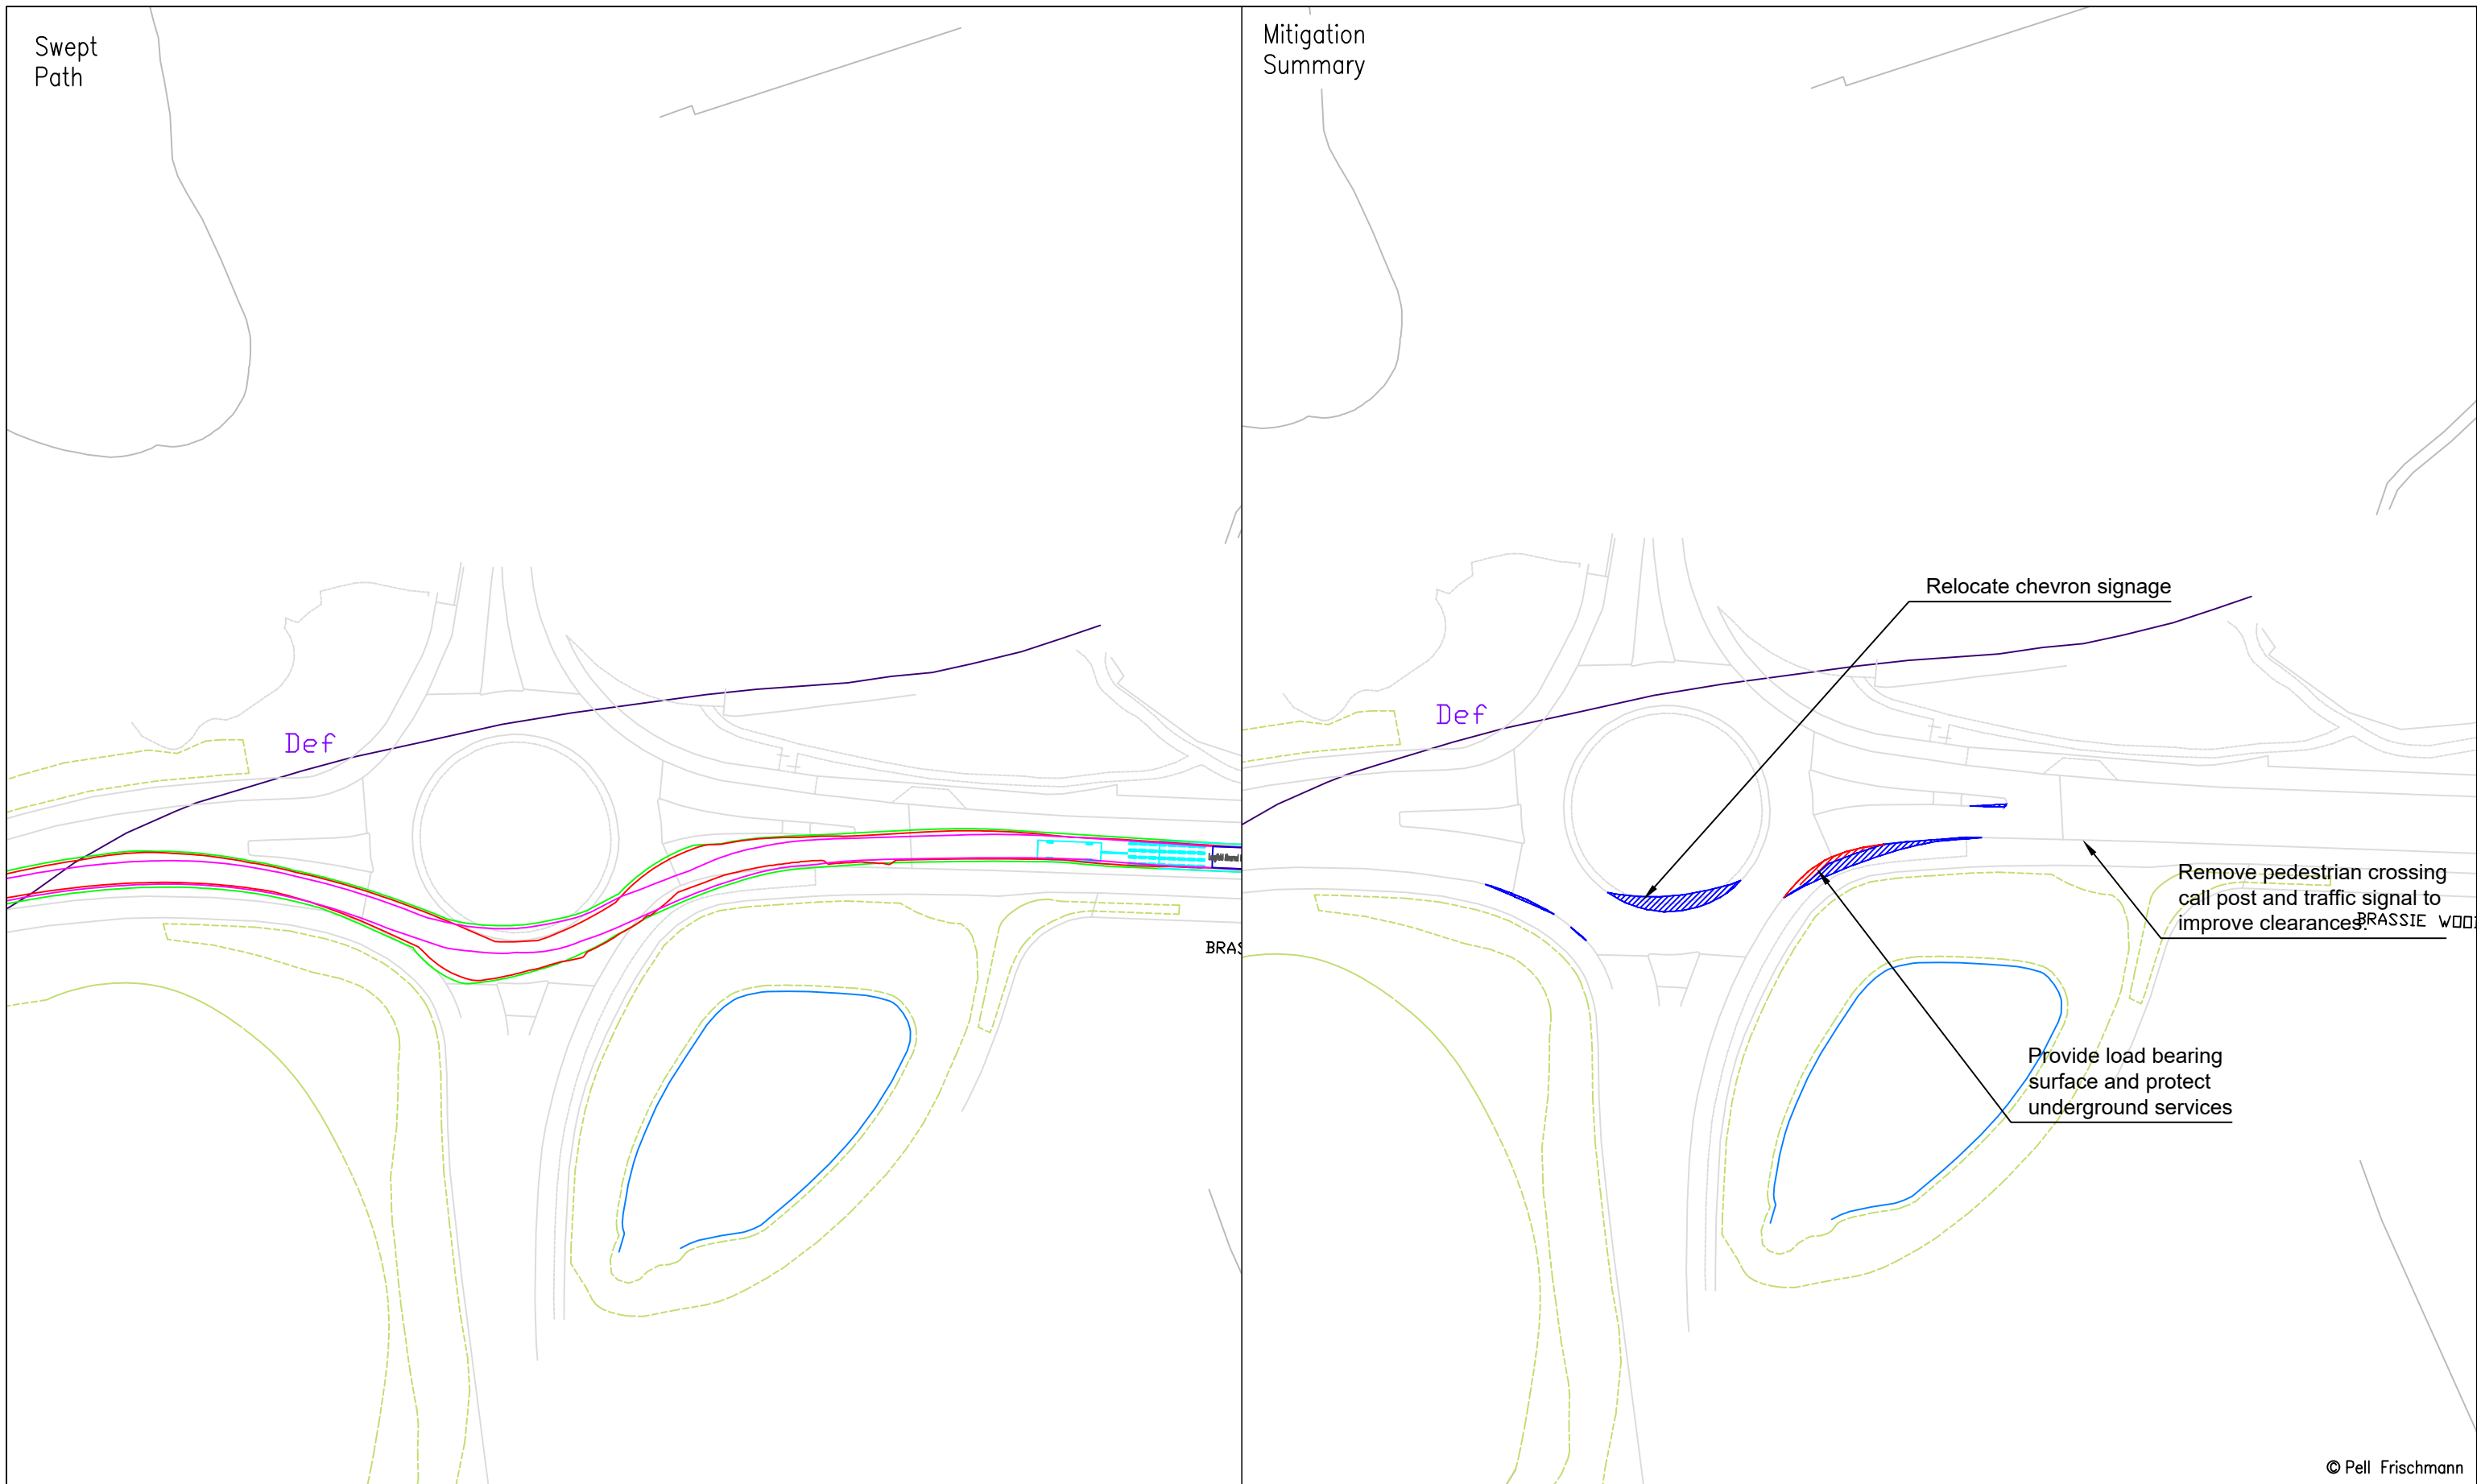 Swept
Path
Def
BRAS
Mitigation
Summary
Relocate chevron signage
Def
Remove pedestrian crossing
call post and traffic signal to
improve clearances.
BRASSIE WOO
Provide load bearing
surface and protect
underground services
© Pell Frischmann